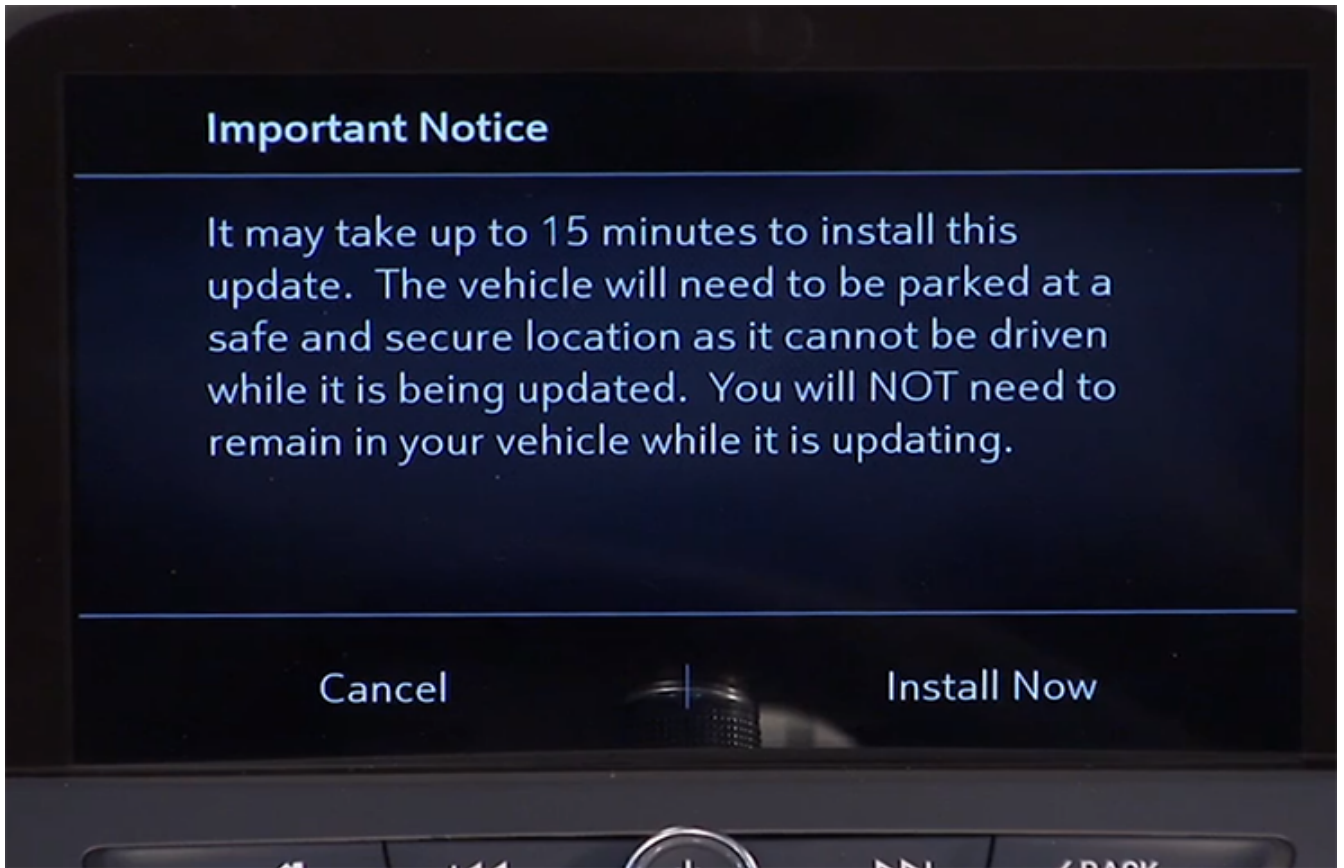 Important Notice
It may take up to 15 minutes to install this
update.  The vehicle will need to be parked at a
safe and secure location as it cannot be driven
while it is being updated.  You will NOT need to
remain in your vehicle while it is updating.
Cancel | Install Now
BACK